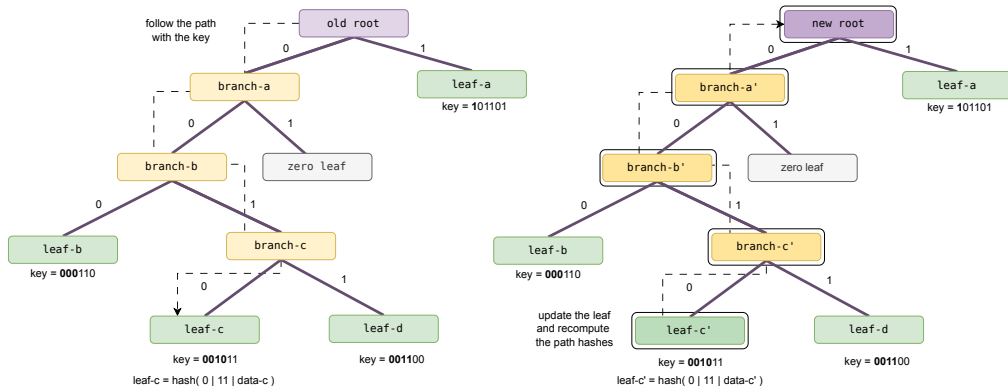 follow the path
with the key
old root
0
1
branch-a
leaf-a
key = 101101
0
1
branch-b
zero leaf
0
1
leaf-b
key = 000110
branch-c
0
1
leaf-c
leaf-d
key = 001011
key = 001100
leaf-c = hash( 0 | 11 | data-c )
new root
0
1
branch-a'
leaf-a
key = 101101
0
1
branch-b'
zero leaf
0
1
leaf-b
key = 000110
branch-c'
0
1
update the leaf
and recompute
the path hashes
leaf-c'
leaf-d
key = 001011
key = 001100
leaf-c' = hash( 0 | 11 | data-c' )